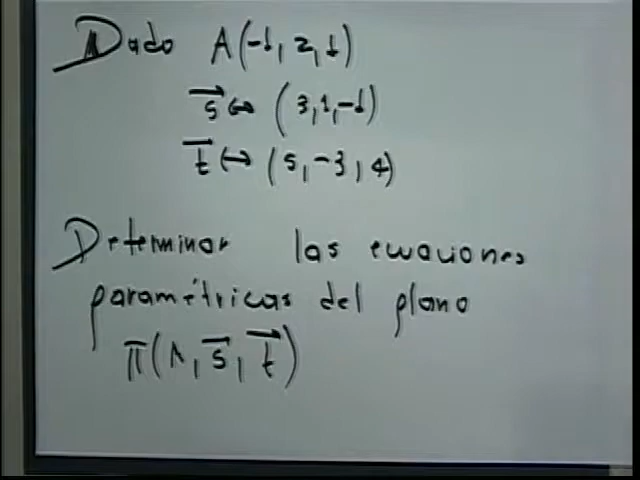 Dado A(-1, 2, 1)
s⃗ ↔ (3, 1, -1)
t⃗ ↔ (5, -3, 4)
Determinar las ecuaciones
paramétricas del plano
π(A, s⃗, t⃗)